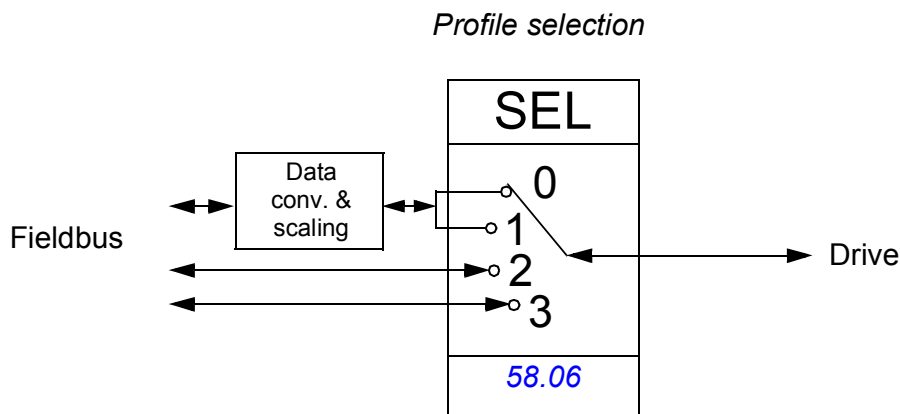 Profile selection
SEL
Data
conv. &
scaling
0
1
2
3
Fieldbus
Drive
58.06